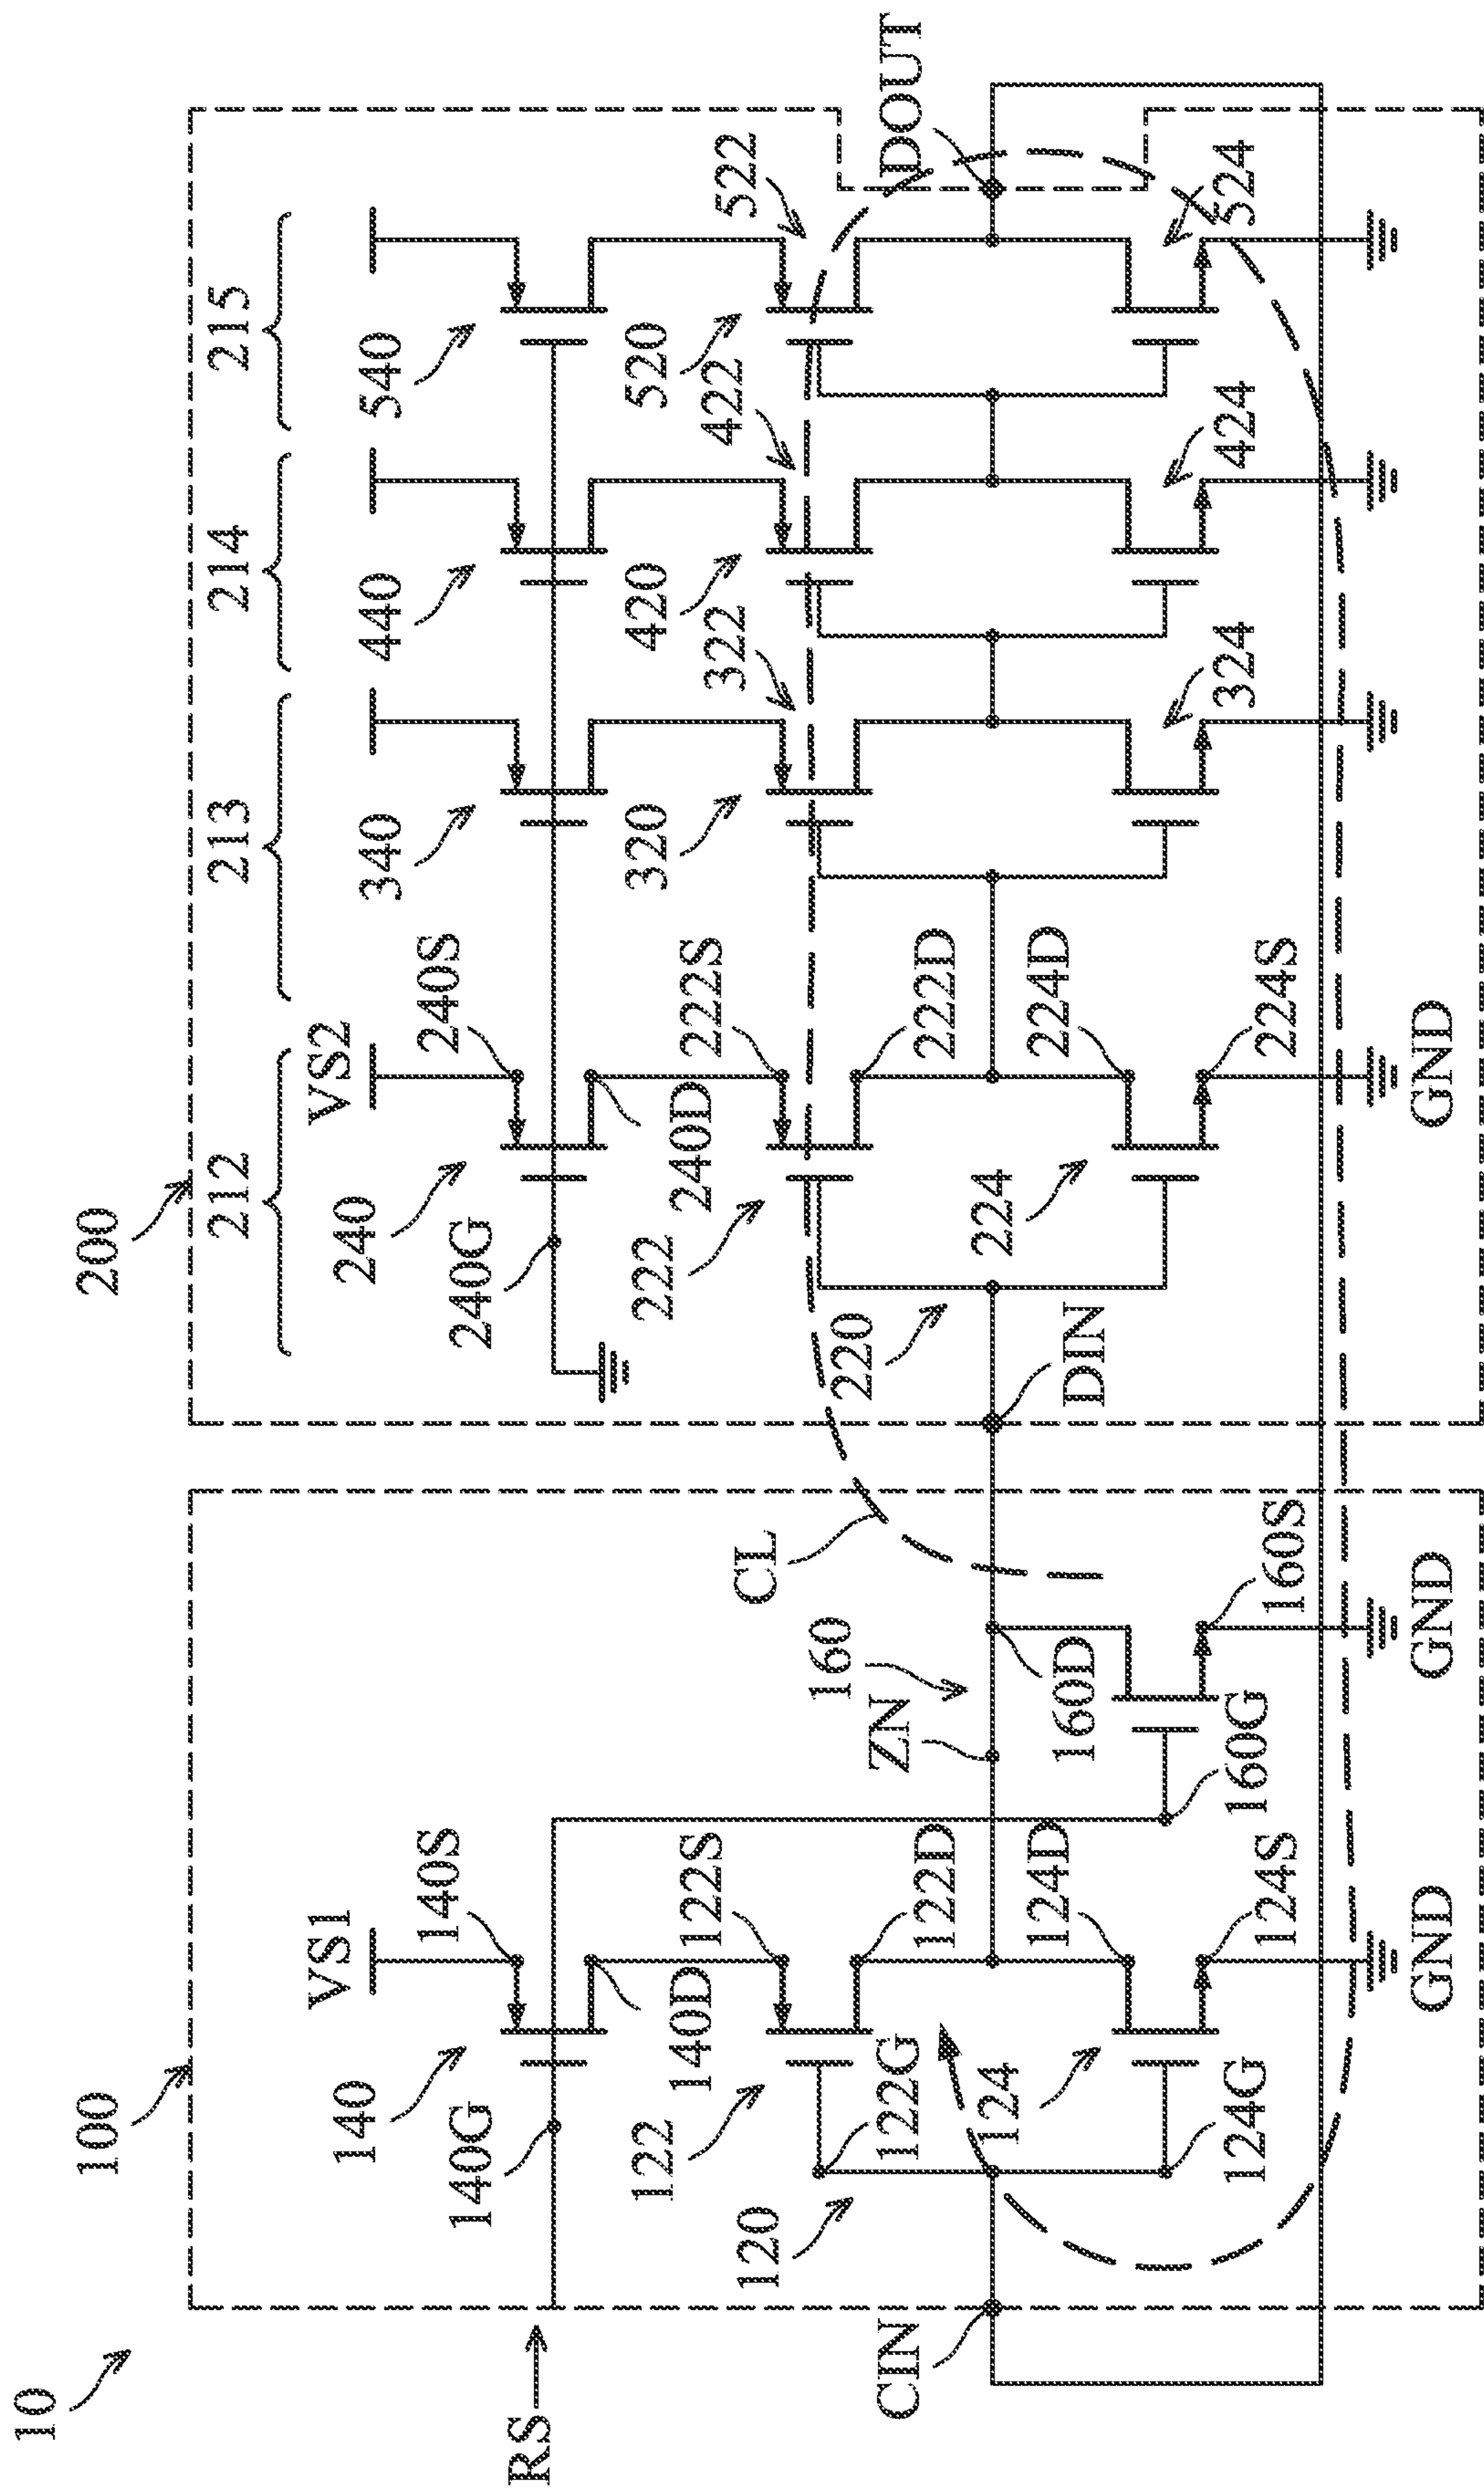 10
100
200
RS
VS1
VS2
212
213
214
215
140
140S
140G
140D
240
240S
240G
240D
340
440
540
122
122S
122G
122D
120
222
222S
222D
220
320
322
420
422
520
522
CL
160
ZN
CIN
DIN
DOUT
124
124D
124G
124S
160D
160G
160S
224
224D
224S
324
424
524
GND
GND
GND